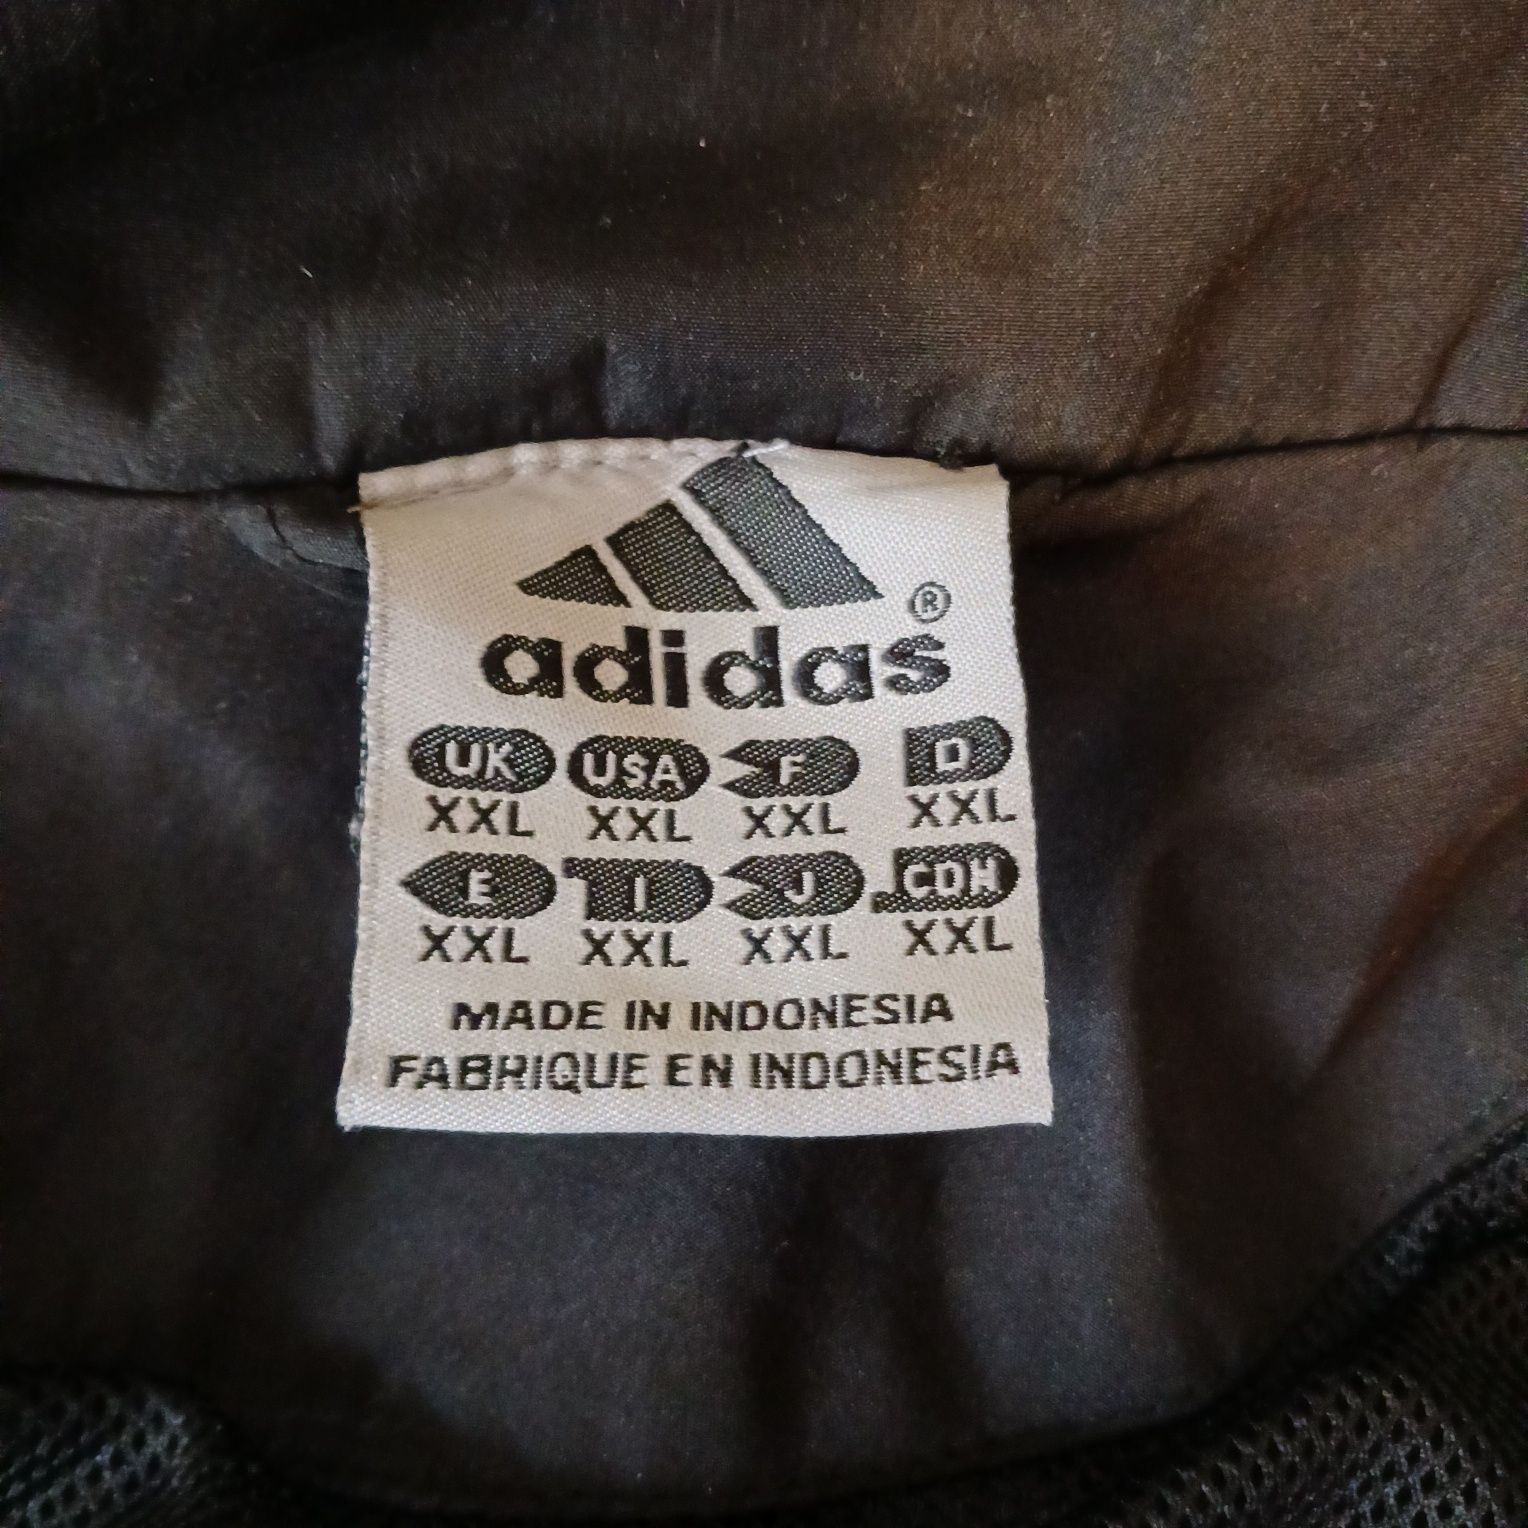 adidas®
UK USA F D
XXL XXL XXL XXL
E I J CDH
XXL XXL XXL XXL
MADE IN INDONESIA
FABRIQUE EN INDONESIA